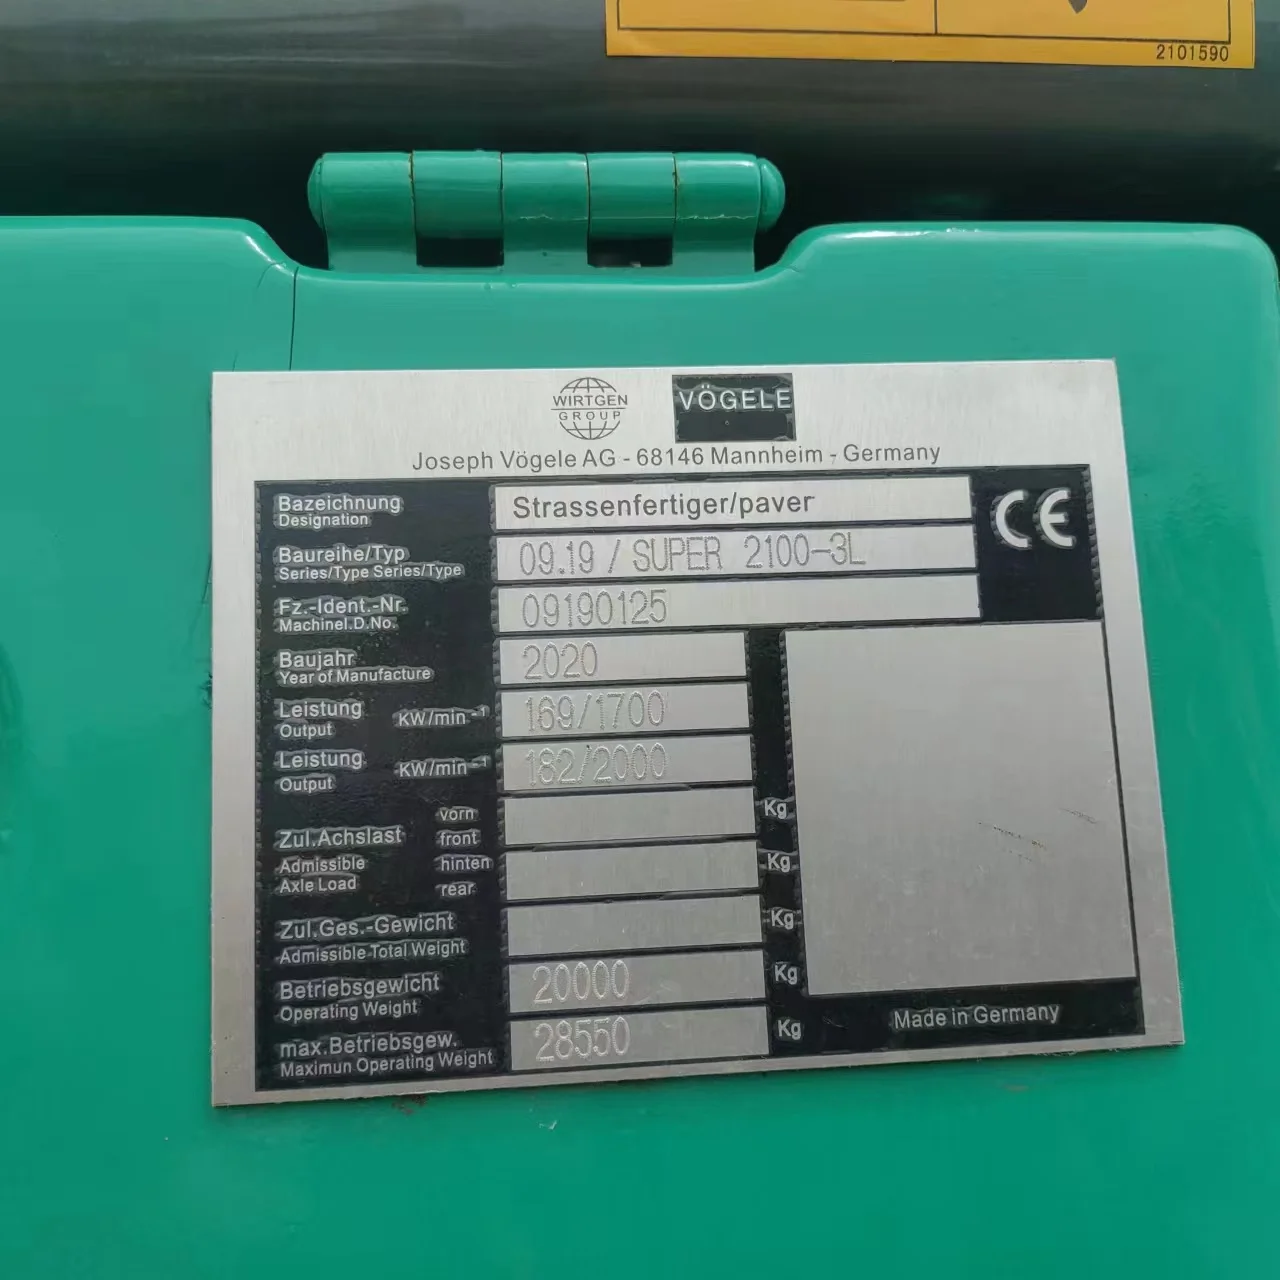 2101590
WIRTGEN
GROUP
VÖGELE
Joseph Vögele AG - 68146 Mannheim - Germany
Bazeichnung
Designation
Strassenfertiger/paver
CE
Baureihe/Typ
Series/Type Series/Type
09.19 / SUPER 2100-3L
Fz.-Ident.-Nr.
Machinel.D.No.
09190125
Baujahr
Year of Manufacture
2020
Leistung
Output
KW/min⁻¹
169/1700
Leistung
Output
KW/min⁻¹
182/2000
Zul.Achslast
Admissible
Axle Load
vorn
front
hinten
rear
Kg
Kg
Zul.Ges.-Gewicht
Admissible Total Weight
Kg
Betriebsgewicht
Operating Weight
20000
Kg
max.Betriebsgew.
Maximun Operating Weight
28550
Kg
Made in Germany